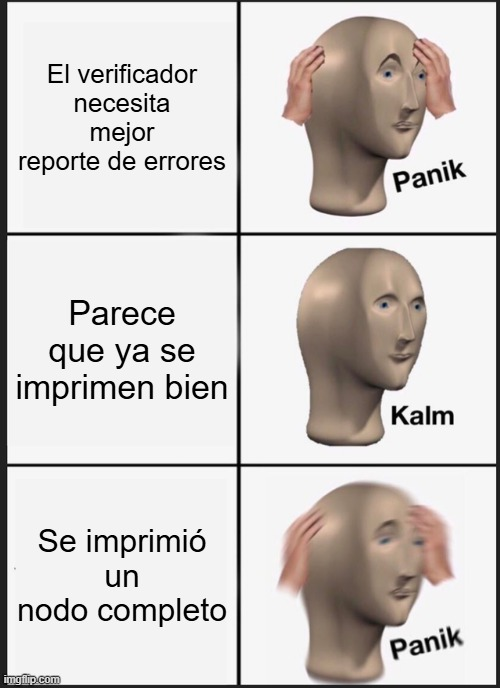 El verificador
necesita
mejor
reporte de errores
Panik
Parece
que ya se
imprimen bien
Kalm
Se imprimió
un
nodo completo
Panik
imgflip.com